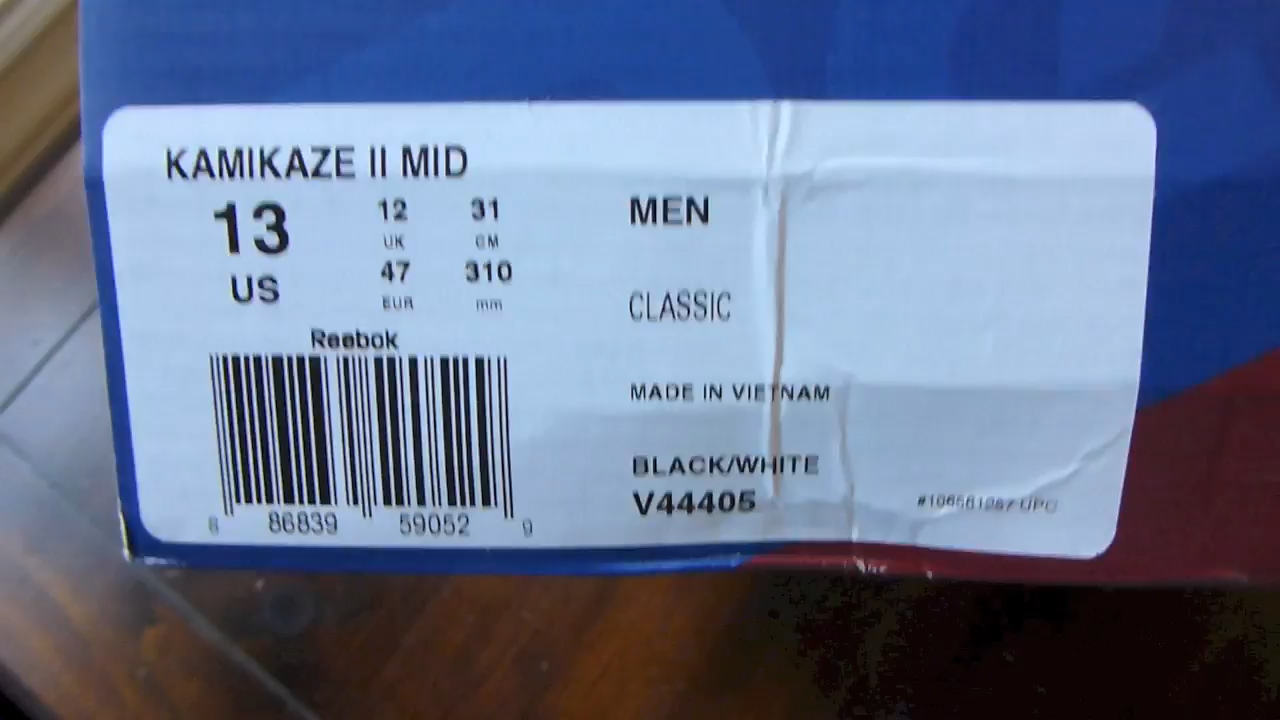 KAMIKAZE II MID
13
US
12
UK
47
EUR
31
CM
310
mm
Reebok
86839
59052
9
MEN
CLASSIC
MADE IN VIETNAM
BLACK/WHITE
V44405
UPC